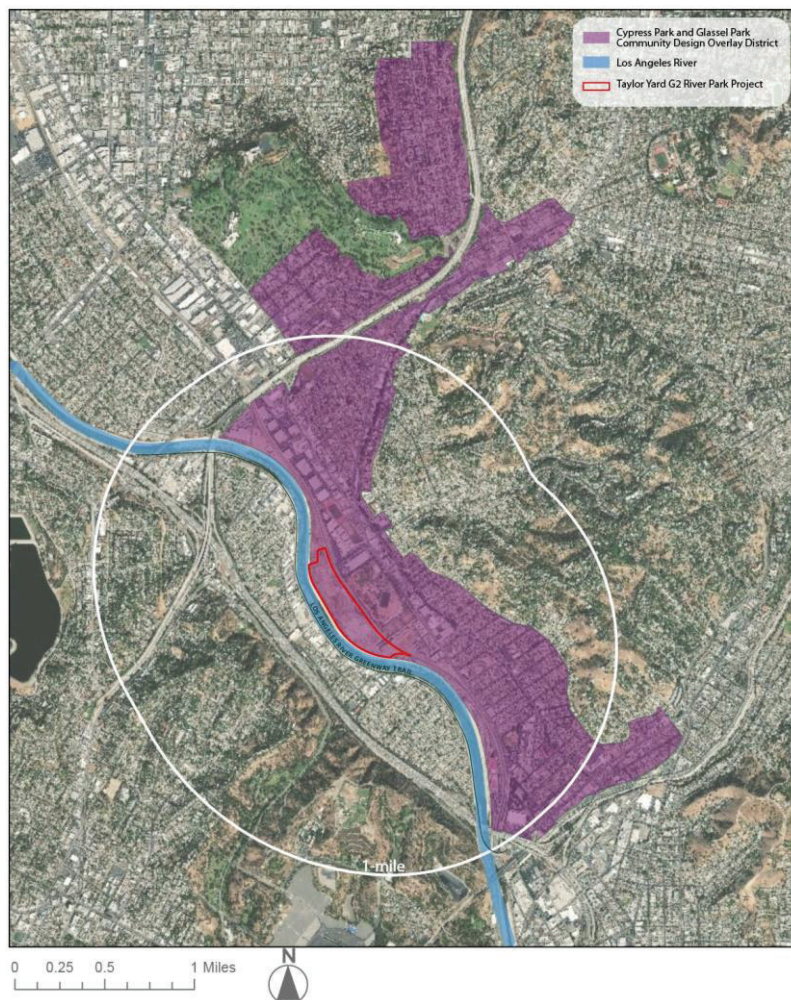 Cypress Park and Glassel Park
Community Design Overlay District
Los Angeles River
Taylor Yard G2 River Park Project
LOS ANGELES RIVER GREENWAY TRAIL
1-mile
0 0.25 0.5 1 Miles
N